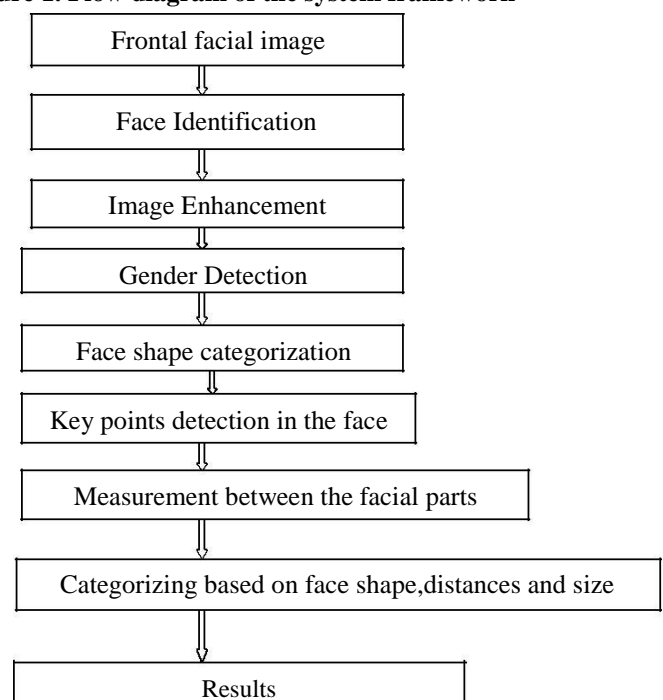 Flow diagram of the system framework
Frontal facial image
Face Identification
Image Enhancement
Gender Detection
Face shape categorization
Key points detection in the face
Measurement between the facial parts
Categorizing based on face shape,distances and size
Results